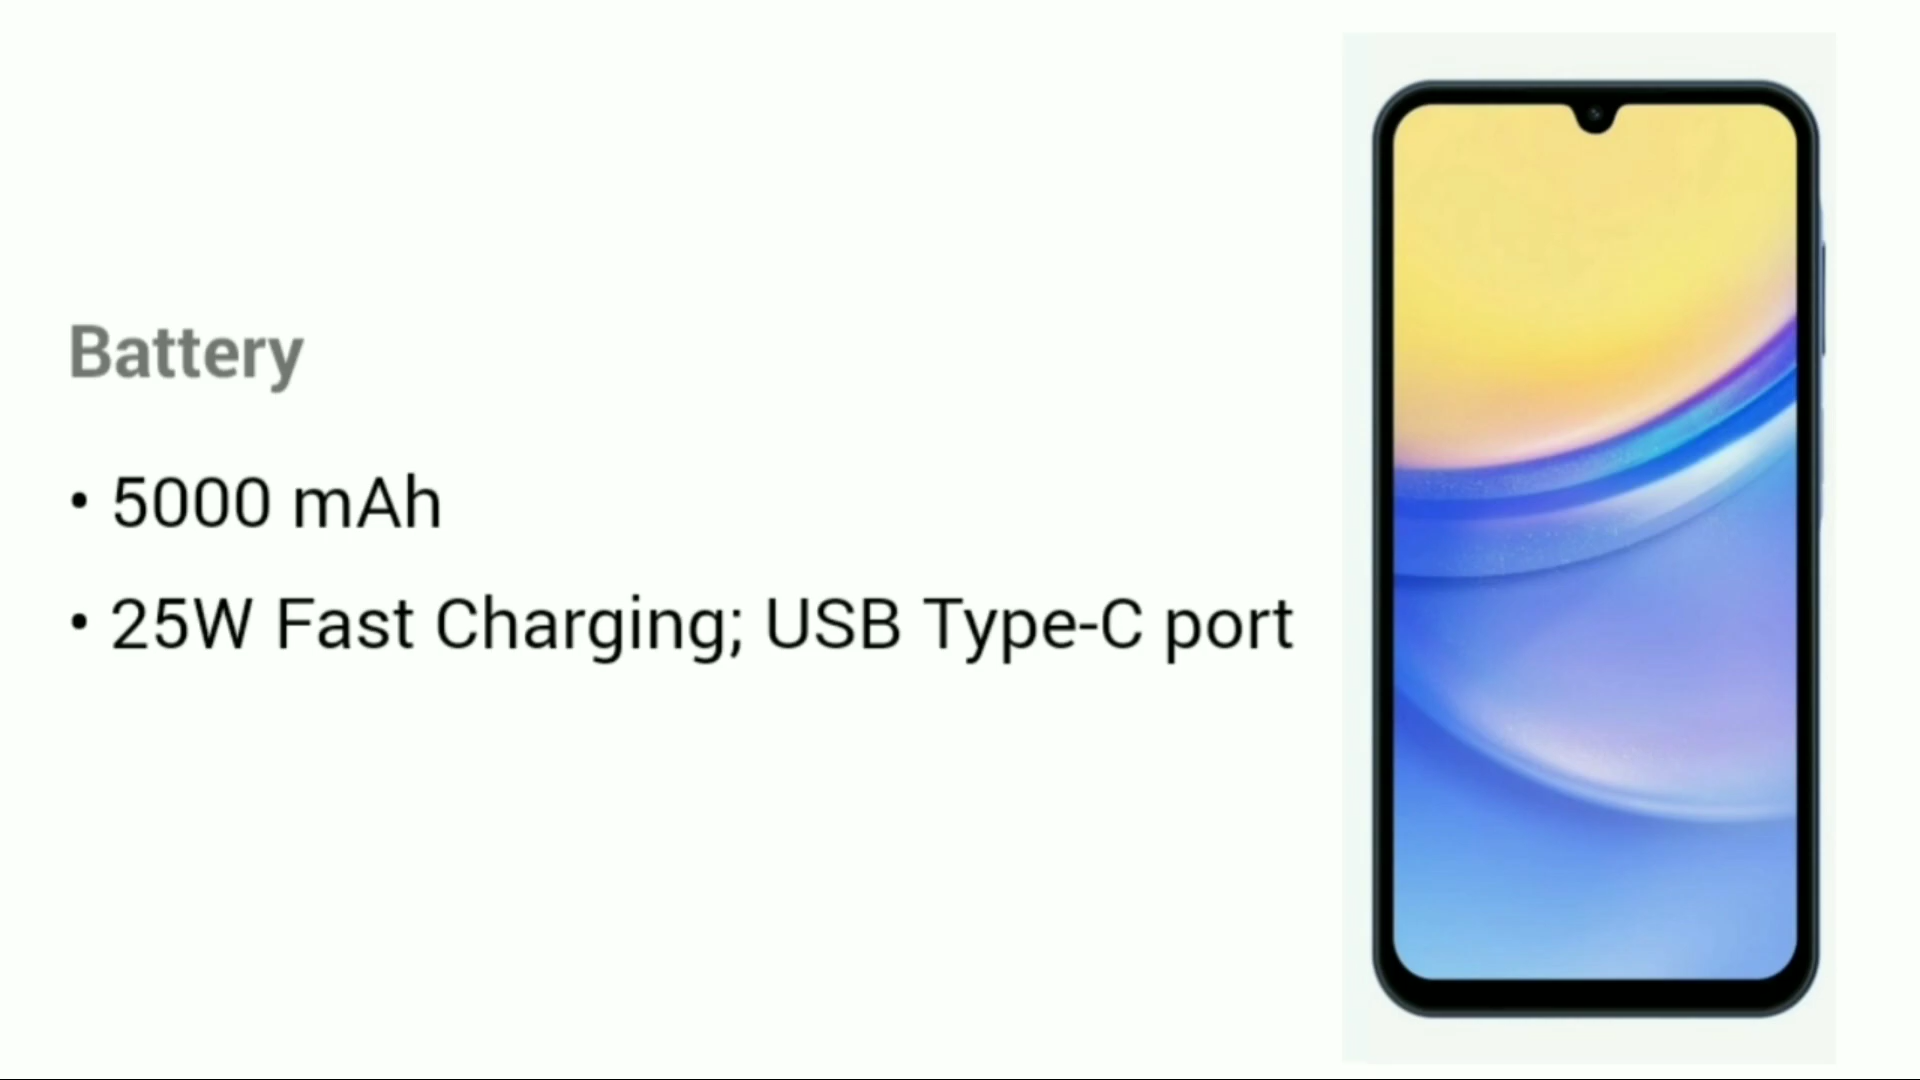 Battery
• 5000 mAh
• 25W Fast Charging; USB Type-C port